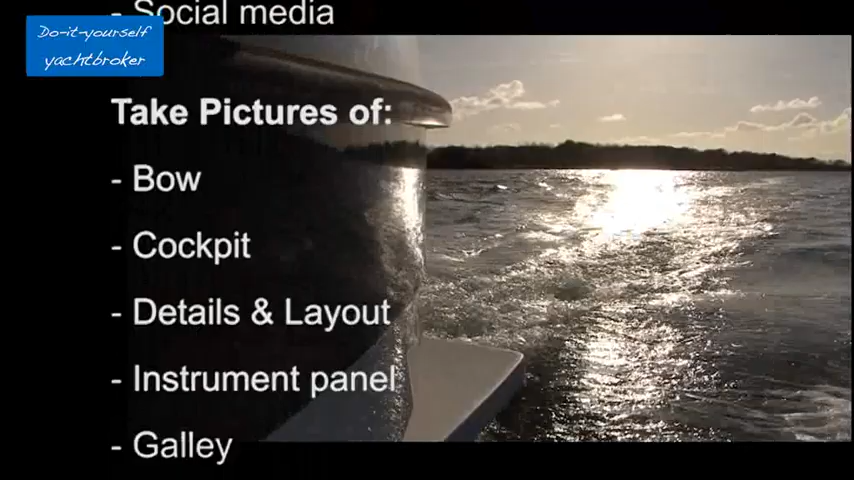 - Social media
Do-it-yourself
yachtbroker
Take Pictures of:
- Bow
- Cockpit
- Details & Layout
- Instrument panel
- Galley